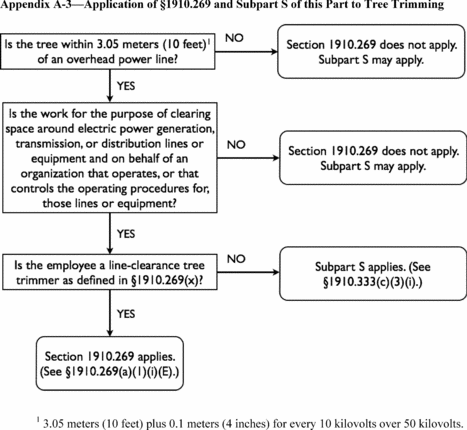 Appendix A-3—Application of §1910.269 and Subpart S of this Part to Tree Trimming
Is the tree within 3.05 meters (10 feet)¹
of an overhead power line?
NO
Section 1910.269 does not apply.
Subpart S may apply.
YES
Is the work for the purpose of clearing
space around electric power generation,
transmission, or distribution lines or
equipment and on behalf of an
organization that operates, or that
controls the operating procedures for,
those lines or equipment?
NO
Section 1910.269 does not apply.
Subpart S may apply.
YES
Is the employee a line-clearance tree
trimmer as defined in §1910.269(x)?
NO
Subpart S applies. (See
§1910.333(c)(3)(i).)
YES
Section 1910.269 applies.
(See §1910.269(a)(1)(i)(E).)
¹ 3.05 meters (10 feet) plus 0.1 meters (4 inches) for every 10 kilovolts over 50 kilovolts.